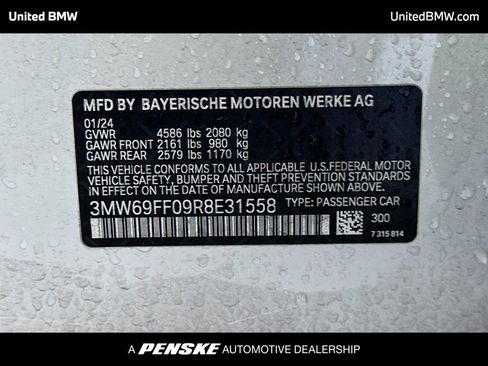 United BMW UnitedBMW.com
MFD BY BAYERISCHE MOTOREN WERKE AG
01/24
GVWR 4586 lbs 2080 kg
GAWR FRONT 2161 lbs 980 kg
GAWR REAR 2579 lbs 1170 kg
THIS VEHICLE CONFORMS TO ALL APPLICABLE U.S.FEDERAL MOTOR
VEHICLE SAFETY, BUMPER, AND THEFT PREVENTION STANDARDS
IN EFFECT ON THE DATE OF MANUFACTURE SHOWN ABOVE.
3MW69FF09R8E31558 TYPE: PASSENGER CAR
300
7 315 814
A PENSKE AUTOMOTIVE DEALERSHIP